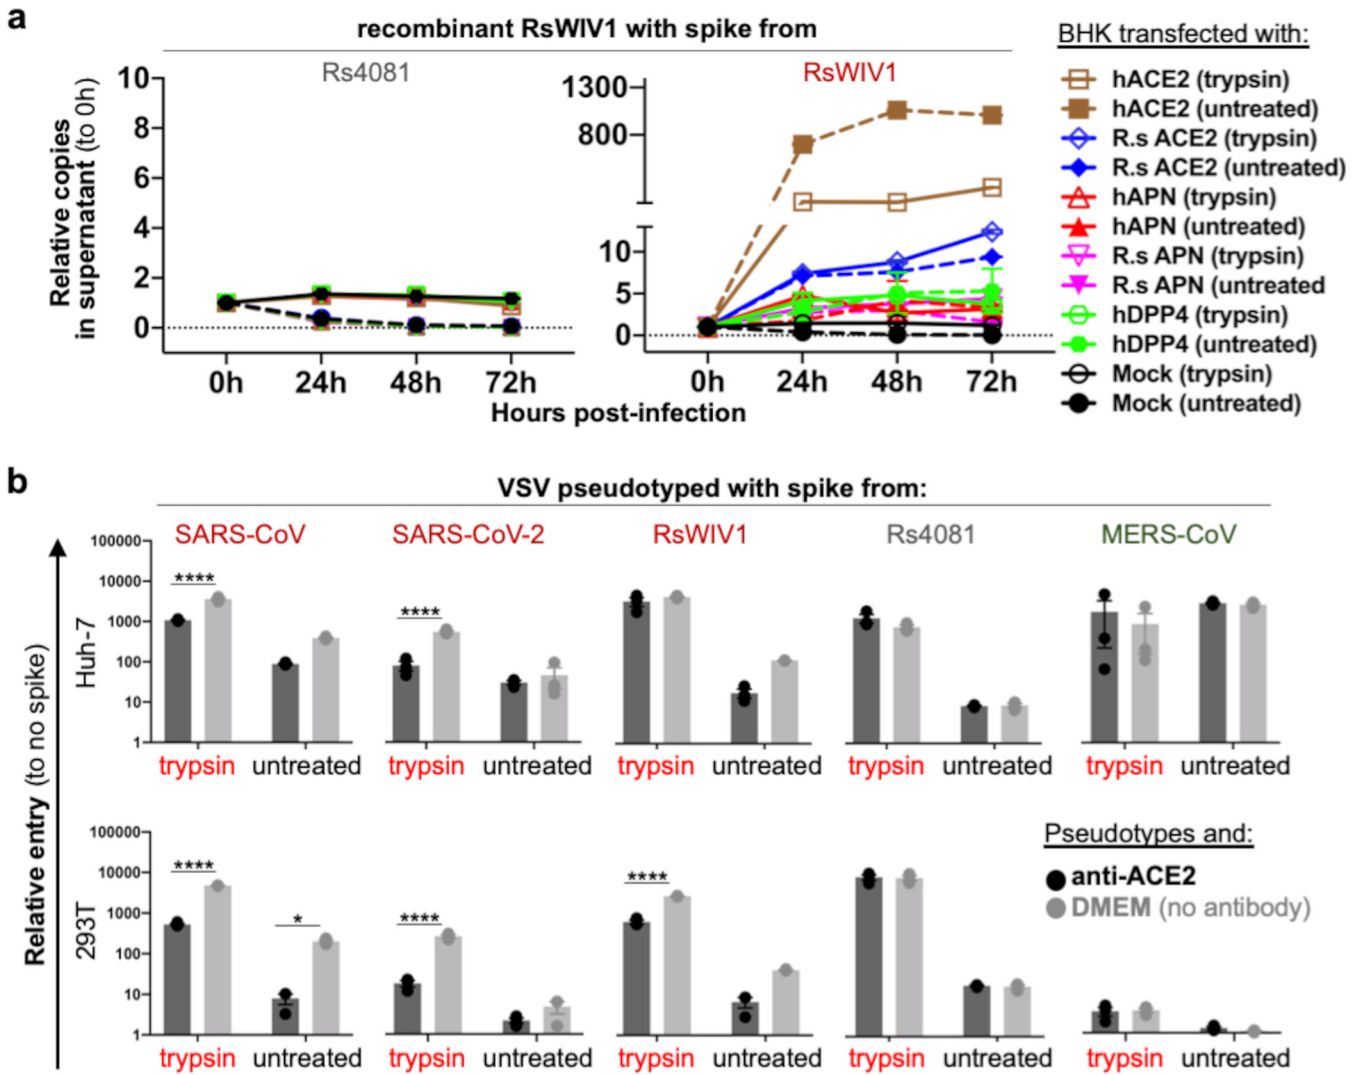 a
recombinant RsWIV1 with spike from
Rs4081
RsWIV1
Relative copies
in supernatant (to 0h)
10
8
6
4
2
0
0h 24h 48h 72h
1300
800
10
5
0
0h 24h 48h 72h
Hours post-infection
BHK transfected with:
hACE2 (trypsin)
hACE2 (untreated)
R.s ACE2 (trypsin)
R.s ACE2 (untreated)
hAPN (trypsin)
hAPN (untreated)
R.s APN (trypsin)
R.s APN (untreated
hDPP4 (trypsin)
hDPP4 (untreated)
Mock (trypsin)
Mock (untreated)
b
VSV pseudotyped with spike from:
SARS-CoV SARS-CoV-2 RsWIV1 Rs4081 MERS-CoV
Relative entry (to no spike)
Huh-7
100000
10000
1000
100
10
1
****
****
trypsin untreated trypsin untreated trypsin untreated trypsin untreated trypsin untreated
293T
100000
10000
1000
100
10
1
****
*
****
****
trypsin untreated trypsin untreated trypsin untreated trypsin untreated trypsin untreated
Pseudotypes and:
anti-ACE2
DMEM (no antibody)